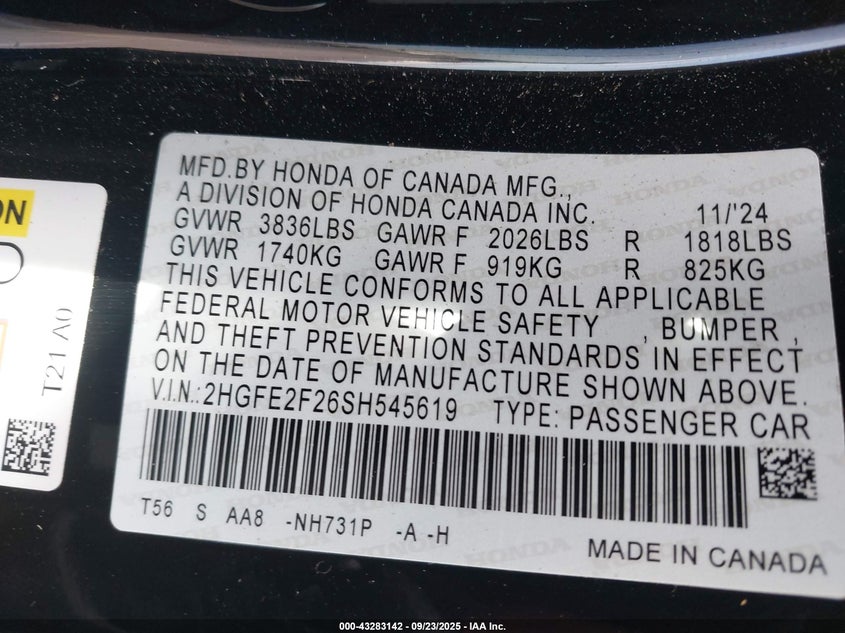 MFD.BY HONDA OF CANADA MFG.,
A DIVISION OF HONDA CANADA INC. 11/'24
GVWR 3836LBS GAWR F 2026LBS R 1818LBS
GVWR 1740KG GAWR F 919KG R 825KG
THIS VEHICLE CONFORMS TO ALL APPLICABLE
FEDERAL MOTOR VEHICLE SAFETY , BUMPER ,
AND THEFT PREVENTION STANDARDS IN EFFECT
ON THE DATE OF MANUFACTURE SHOWN ABOVE.
V.I.N.: 2HGFE2F26SH545619 TYPE: PASSENGER CAR
T56 S AA8 -NH731P -A -H
MADE IN CANADA
ON
T21 A0
000-43283142 - 09/23/2025 - IAA Inc.